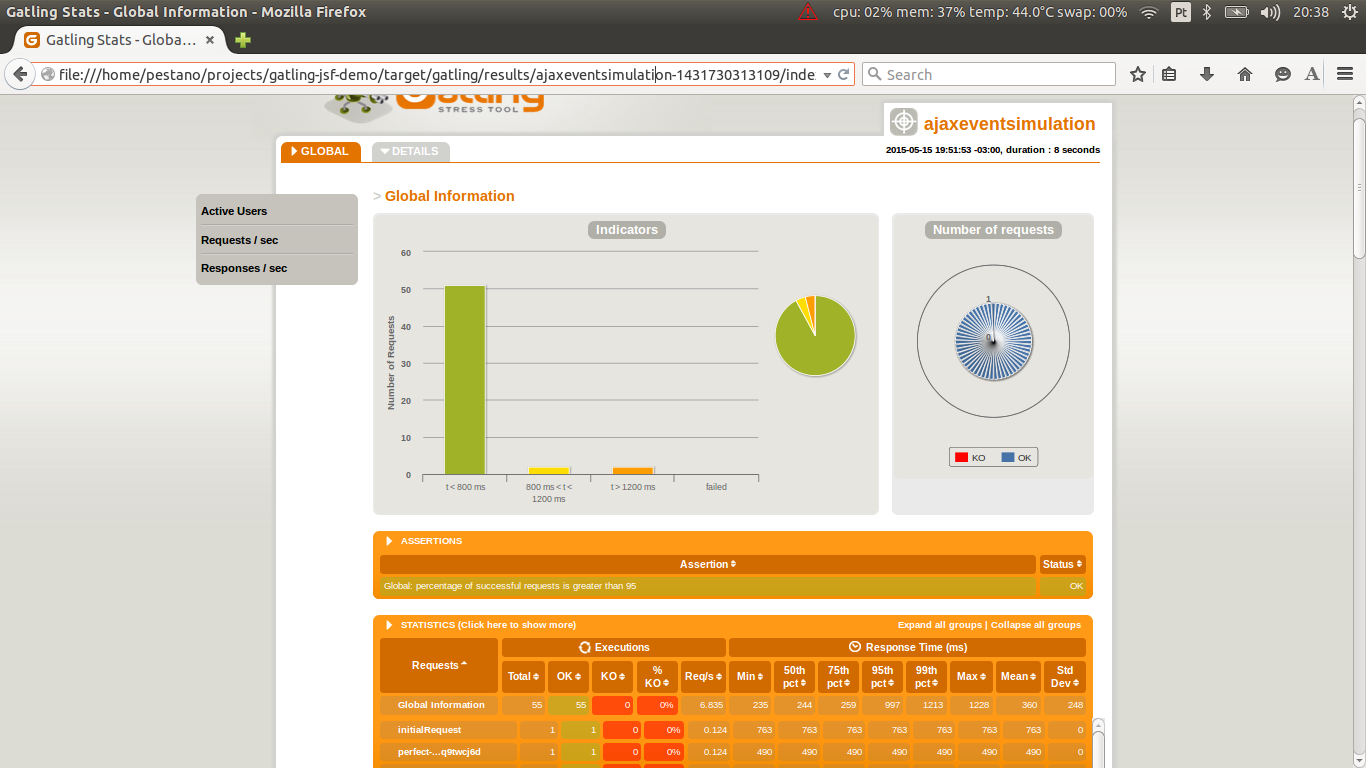 Gatling Stats - Global Information - Mozilla Firefox
cpu: 02% mem: 37% temp: 44.0°C swap: 00%
Pt
20:38
Gatling Stats - Globa...
file:///home/pestano/projects/gatling-jsf-demo/target/gatling/results/ajaxeventsimulation-1431730313109/inde
Search
Gatling
STRESS TOOL
ajaxeventsimulation
2015-05-15 19:51:53 -03:00, duration : 8 seconds
GLOBAL
DETAILS
Active Users
Requests / sec
Responses / sec
> Global Information
Indicators
60
50
40
30
20
10
0
Number of Requests
t < 800 ms
800 ms < t <
1200 ms
t > 1200 ms
failed
Number of requests
1
0
KO
OK
ASSERTIONS
Assertion
Status
Global: percentage of successful requests is greater than 95
OK
STATISTICS (Click here to show more)
Expand all groups | Collapse all groups
Requests
Executions
Response Time (ms)
Total
OK
KO
%
KO
Req/s
Min
50th
pct
75th
pct
95th
pct
99th
pct
Max
Mean
Std
Dev
Global Information 55 55 0 0% 6.835 235 244 259 997 1213 1228 360 248
initialRequest 1 1 0 0% 0.124 763 763 763 763 763 763 763 0
perfect-...q9twcj6d 1 1 0 0% 0.124 490 490 490 490 490 490 490 0